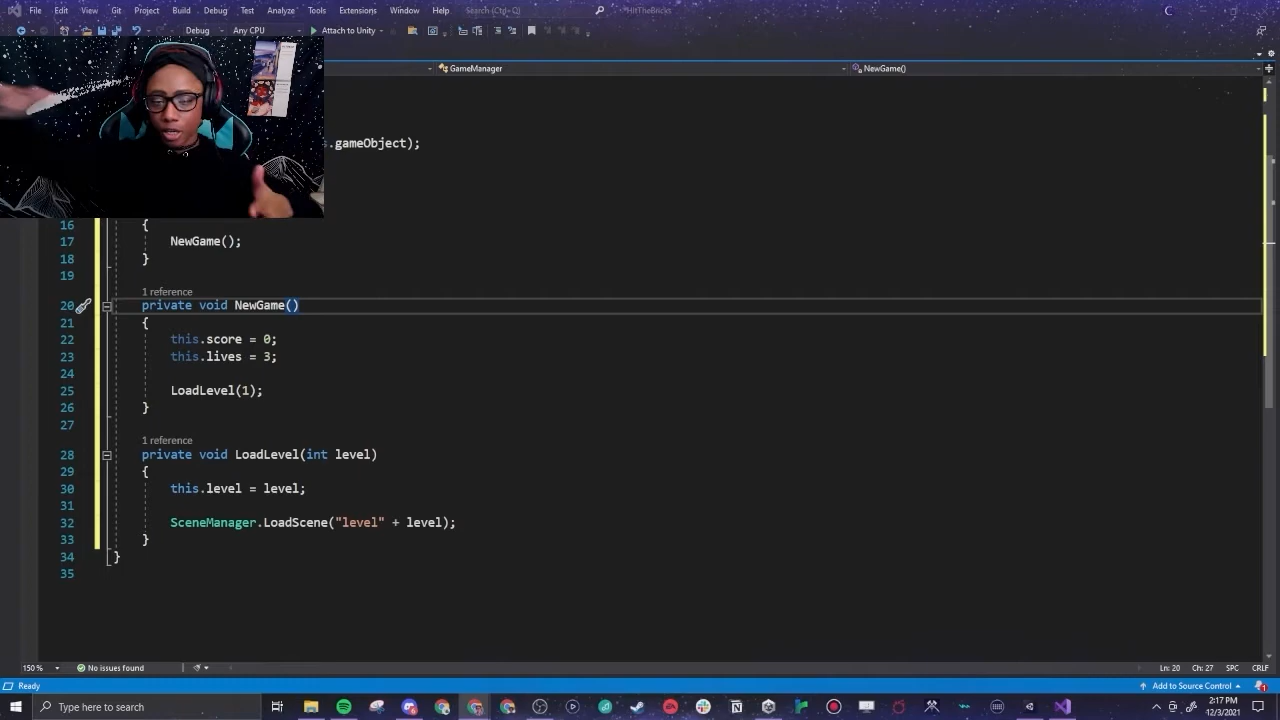 File Edit View Git Project Build Debug Test Analyze Tools Extensions Window Help Search (Ctrl+Q) HitTheBricks
Debug Any CPU Attach to Unity
GameManager NewGame()
.gameObject);
16 {
17 NewGame();
18 }
19
1 reference
20 private void NewGame()
21 {
22 this.score = 0;
23 this.lives = 3;
24
25 LoadLevel(1);
26 }
27
1 reference
28 private void LoadLevel(int level)
29 {
30 this.level = level;
31
32 SceneManager.LoadScene("level" + level);
33 }
34 }
35
150 % No issues found Ln: 20 Ch: 27 SPC CRLF
Ready Add to Source Control 1
Type here to search 2:17 PM
12/3/2021